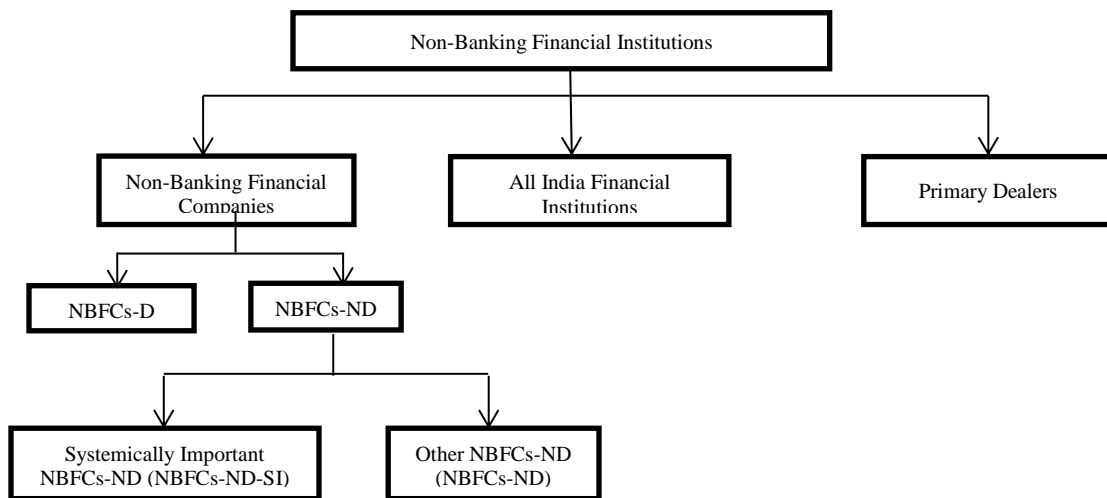 Non-Banking Financial Institutions
Non-Banking Financial
Companies
All India Financial
Institutions
Primary Dealers
NBFCs-D
NBFCs-ND
Systemically Important
NBFCs-ND (NBFCs-ND-SI)
Other NBFCs-ND
(NBFCs-ND)